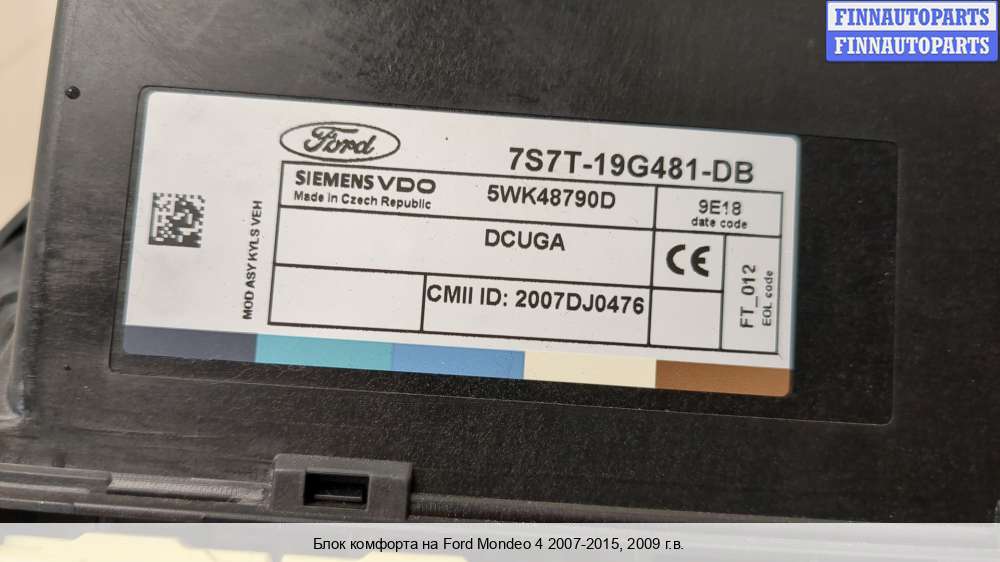 FINNAUTOPARTS
FINNAUTOPARTS
Ford
7S7T-19G481-DB
SIEMENS VDO
Made in Czech Republic
5WK48790D
9E18
date code
MOD ASY KYLS VEH
DCUGA
CE
CMII ID: 2007DJ0476
FT_012
EOL code
Блок комфорта на Ford Mondeo 4 2007-2015, 2009 г.в.